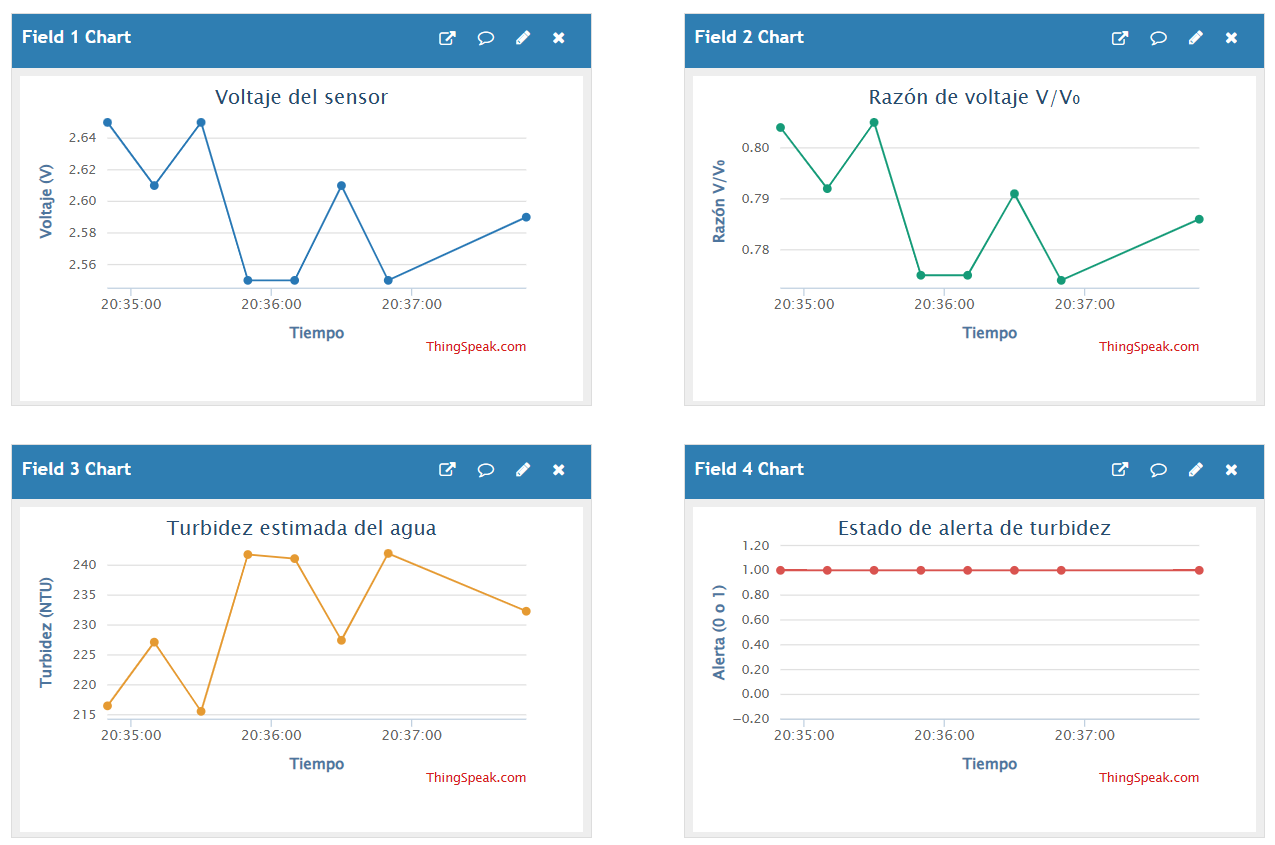 Field 1 Chart
Voltaje del sensor
Voltaje (V)
2.64
2.62
2.60
2.58
2.56
20:35:00 20:36:00 20:37:00
Tiempo
ThingSpeak.com
Field 2 Chart
Razón de voltaje V/V₀
Razón V/V₀
0.80
0.79
0.78
20:35:00 20:36:00 20:37:00
Tiempo
ThingSpeak.com
Field 3 Chart
Turbidez estimada del agua
Turbidez (NTU)
240
235
230
225
220
215
20:35:00 20:36:00 20:37:00
Tiempo
ThingSpeak.com
Field 4 Chart
Estado de alerta de turbidez
Alerta (0 o 1)
1.20
1.00
0.80
0.60
0.40
0.20
0.00
−0.20
20:35:00 20:36:00 20:37:00
Tiempo
ThingSpeak.com